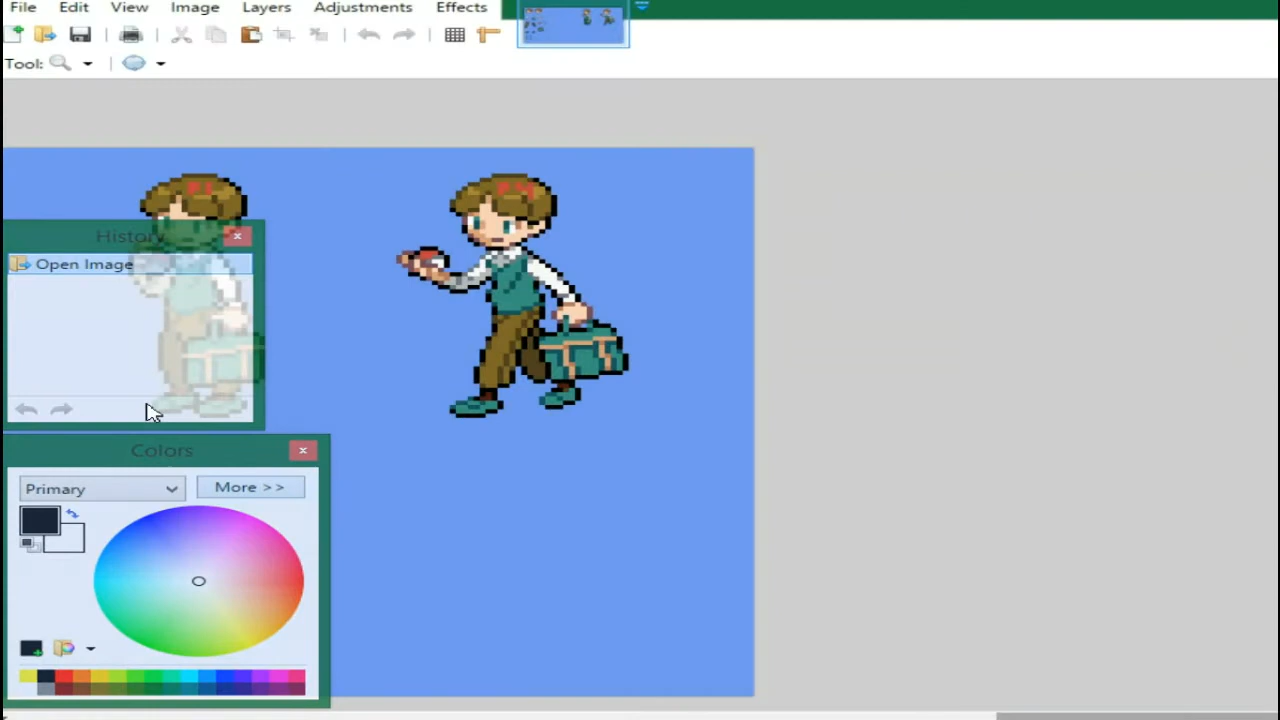 File Edit View Image Layers Adjustments Effects
Tool:
History
Open Image
Colors
Primary
More >>